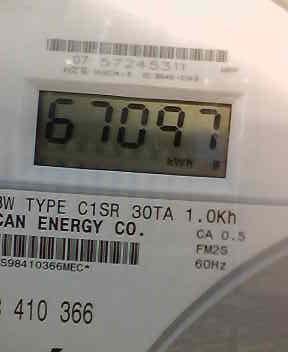 07 57245311
67097
kWH
3W TYPE C1SR 30TA 1.0Kh
CAN ENERGY CO.
CA 0.5
FM2S
60Hz
S98410366MEC*
410 366